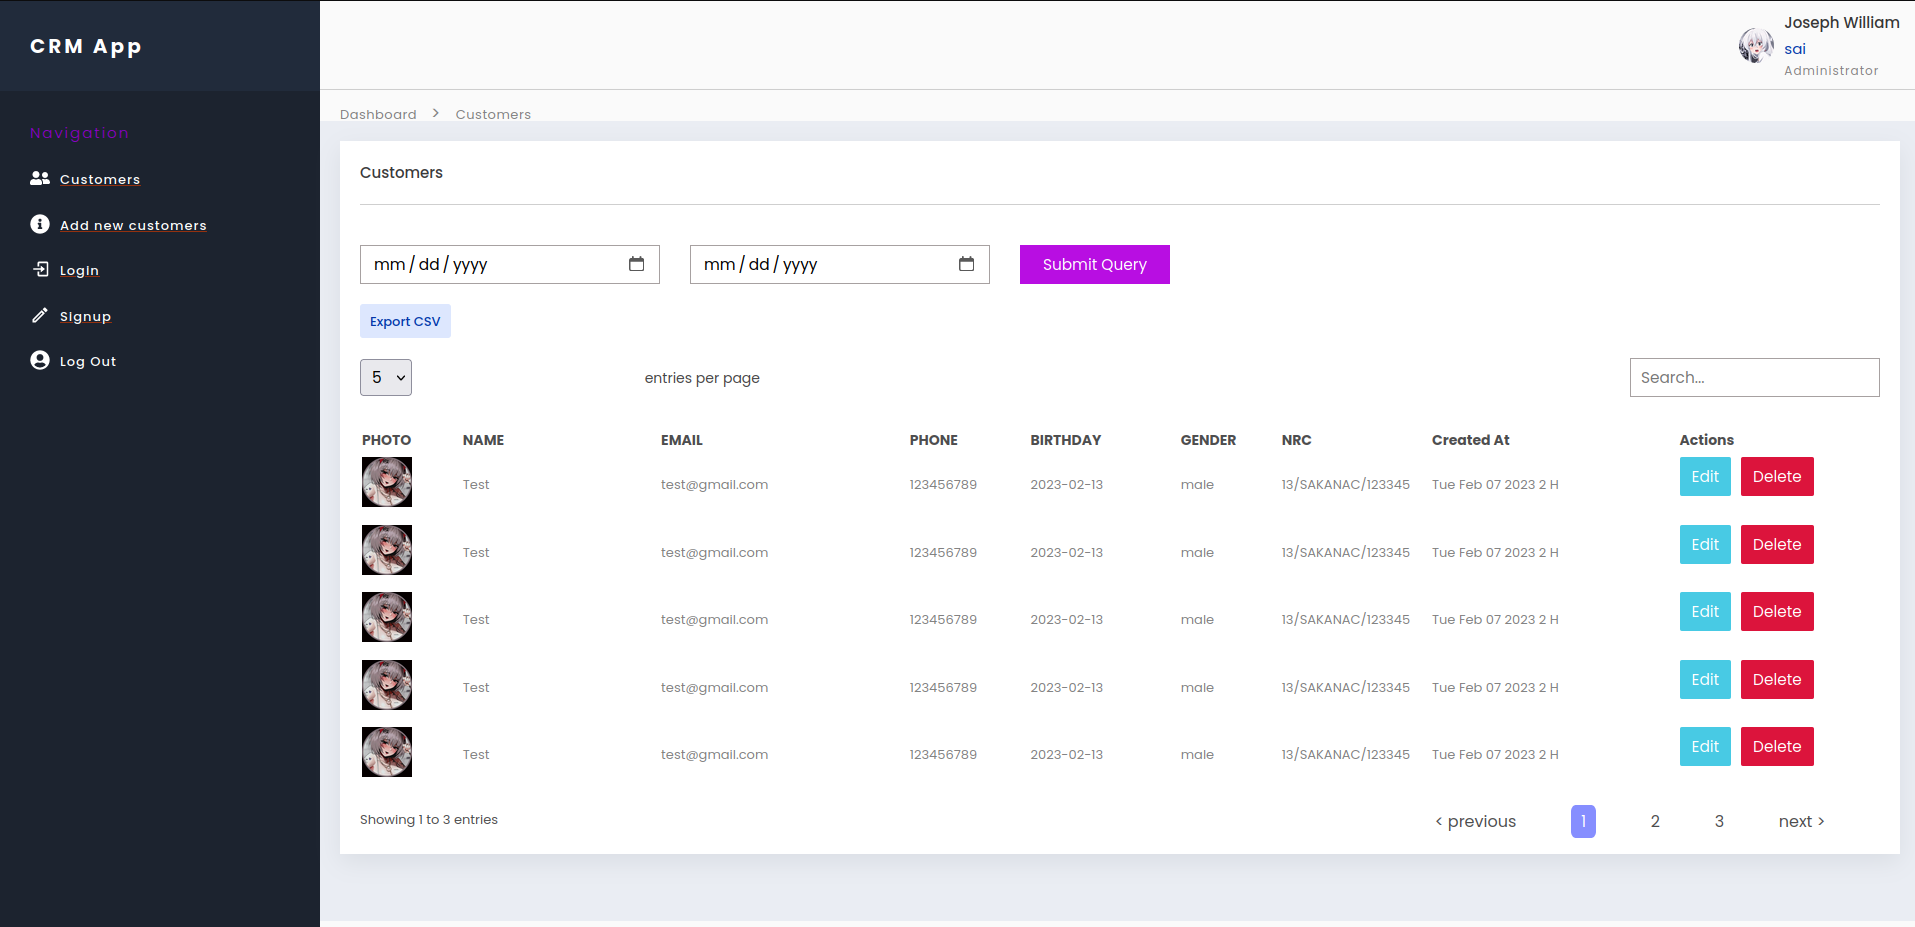 CRM App
Joseph William
sai
Administrator
Navigation
Customers
Add new customers
LogIn
SIgnup
Log Out
Dashboard > Customers
Customers
mm/dd/yyyy mm/dd/yyyy Submit Query
Export CSV
5 entries per page Search...
PHOTO NAME EMAIL PHONE BIRTHDAY GENDER NRC Created At Actions
Test test@gmail.com 123456789 2023-02-13 male 13/SAKANAC/123345 Tue Feb 07 2023 2 H Edit Delete
Test test@gmail.com 123456789 2023-02-13 male 13/SAKANAC/123345 Tue Feb 07 2023 2 H Edit Delete
Test test@gmail.com 123456789 2023-02-13 male 13/SAKANAC/123345 Tue Feb 07 2023 2 H Edit Delete
Test test@gmail.com 123456789 2023-02-13 male 13/SAKANAC/123345 Tue Feb 07 2023 2 H Edit Delete
Test test@gmail.com 123456789 2023-02-13 male 13/SAKANAC/123345 Tue Feb 07 2023 2 H Edit Delete
Showing 1 to 3 entries < previous 1 2 3 next >